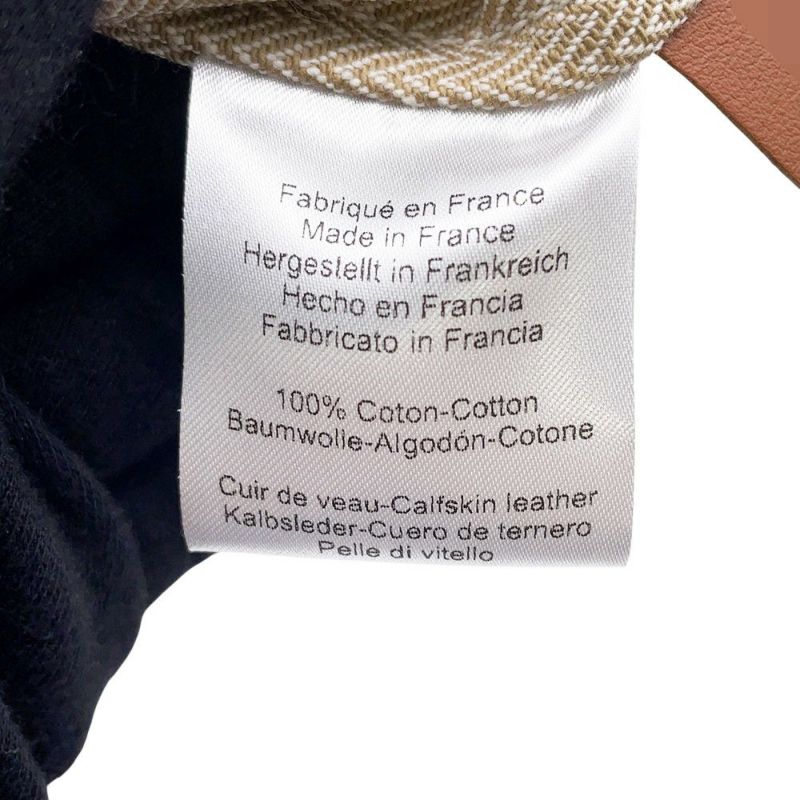 Fabriqué en France
Made in France
Hergestellt in Frankreich
Hecho en Francia
Fabbricato in Francia
100% Coton-Cotton
Baumwolle-Algodón-Cotone
Cuir de veau-Calfskin leather
Kalbsleder-Cuero de ternero
Pelle di vitello